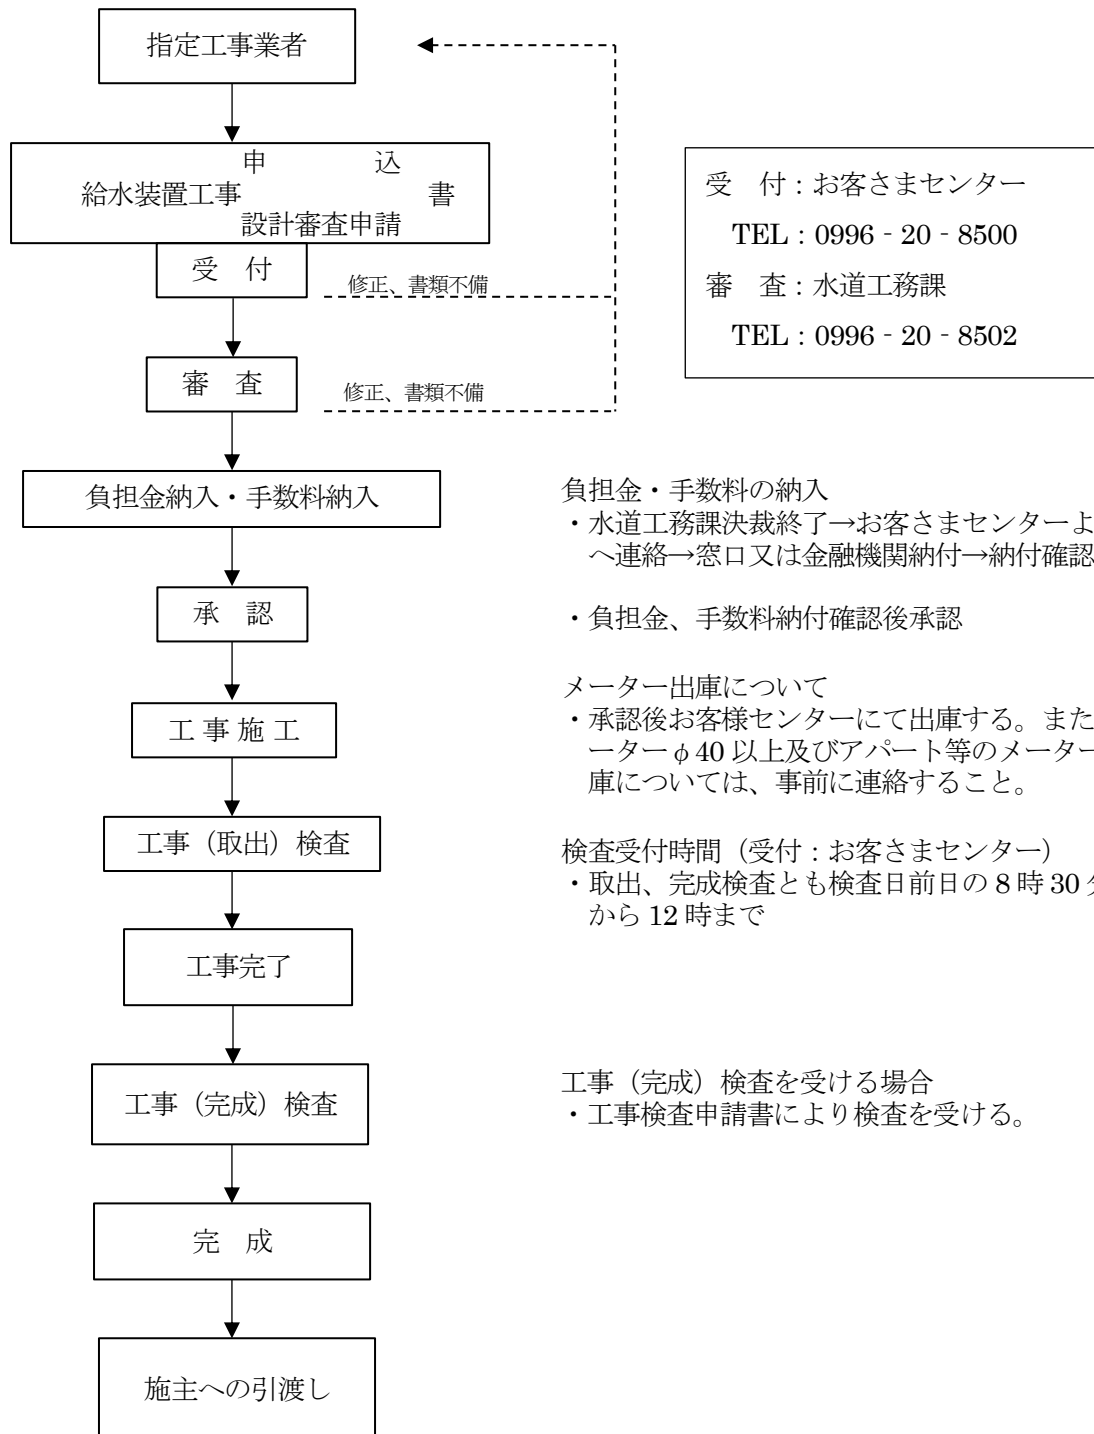 指定工事業者
申　込
給水装置工事　書
設計審査申請
受　付
修正、書類不備
審　査
修正、書類不備
受　付：お客さまセンター
TEL：0996‐20‐8500
審　査：水道工務課
TEL：0996‐20‐8502
負担金納入・手数料納入
負担金・手数料の納入
・水道工務課決裁終了→お客さまセンターよ
へ連絡→窓口又は金融機関納付→納付確認
承　認
・負担金、手数料納付確認後承認
工 事 施 工
メーター出庫について
・承認後お客様センターにて出庫する。また
ーターφ40 以上及びアパート等のメーター
庫については、事前に連絡すること。
工事（取出）検査
検査受付時間（受付：お客さまセンター）
・取出、完成検査とも検査日前日の 8 時 30 分
から 12 時まで
工事完了
工事（完成）検査
工事（完成）検査を受ける場合
・工事検査申請書により検査を受ける。
完　成
施主への引渡し